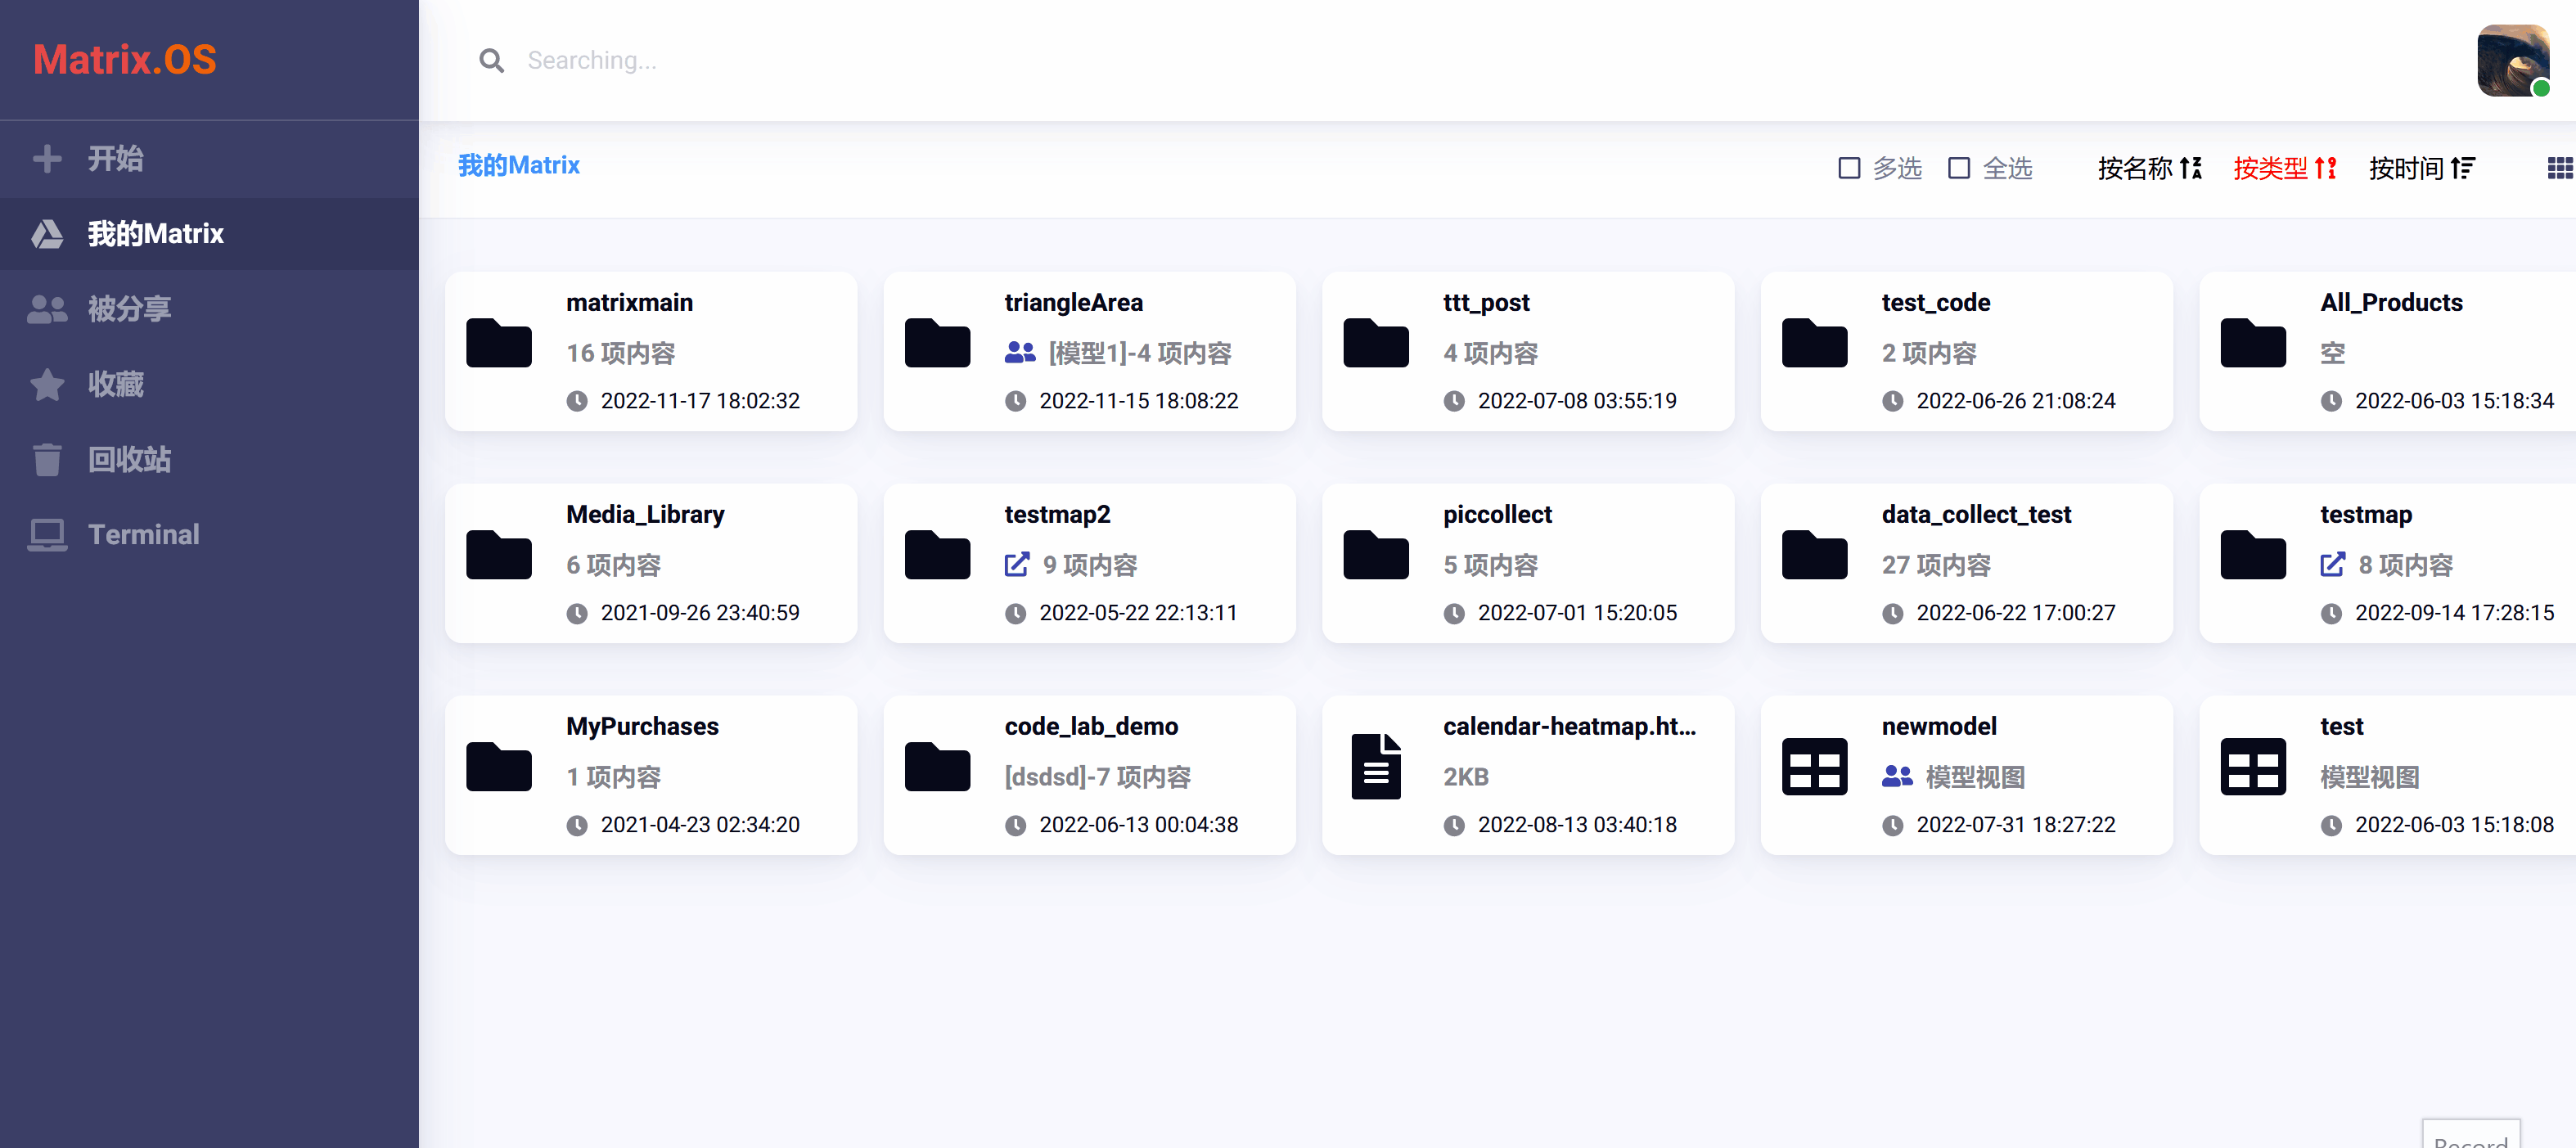 Matrix.OS
Searching...
开始
我的Matrix
被分享
收藏
回收站
Terminal
我的Matrix
多选 全选 按名称 按类型 按时间
matrixmain
16 项内容
2022-11-17 18:02:32
triangleArea
[模型1]-4 项内容
2022-11-15 18:08:22
ttt_post
4 项内容
2022-07-08 03:55:19
test_code
2 项内容
2022-06-26 21:08:24
All_Products
空
2022-06-03 15:18:34
Media_Library
6 项内容
2021-09-26 23:40:59
testmap2
9 项内容
2022-05-22 22:13:11
piccollect
5 项内容
2022-07-01 15:20:05
data_collect_test
27 项内容
2022-06-22 17:00:27
testmap
8 项内容
2022-09-14 17:28:15
MyPurchases
1 项内容
2021-04-23 02:34:20
code_lab_demo
[dsdsd]-7 项内容
2022-06-13 00:04:38
calendar-heatmap.ht...
2KB
2022-08-13 03:40:18
newmodel
模型视图
2022-07-31 18:27:22
test
模型视图
2022-06-03 15:18:08
Record